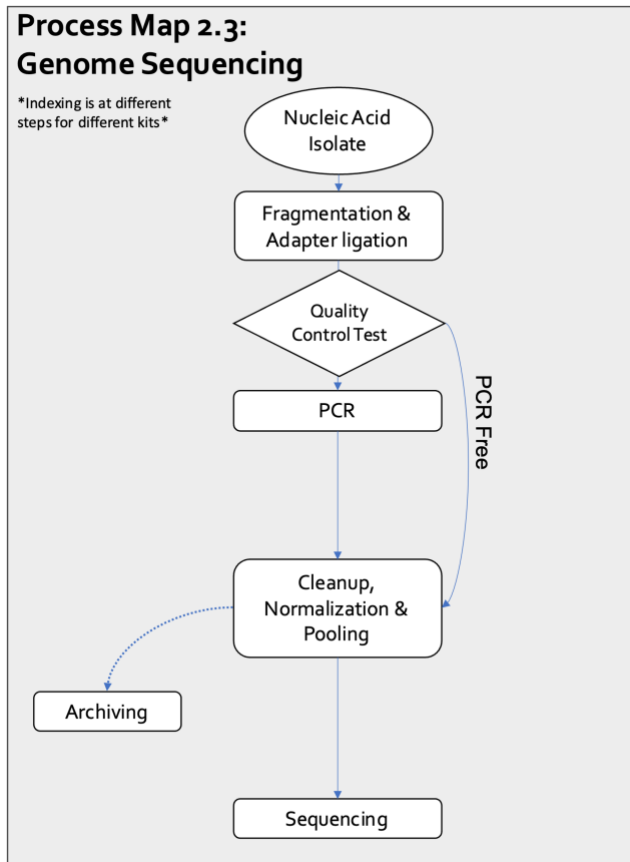 Process Map 2.3:
Genome Sequencing
*Indexing is at different
steps for different kits*
Nucleic Acid
Isolate
Fragmentation &
Adapter ligation
Quality
Control Test
PCR
PCR Free
Cleanup,
Normalization &
Pooling
Archiving
Sequencing